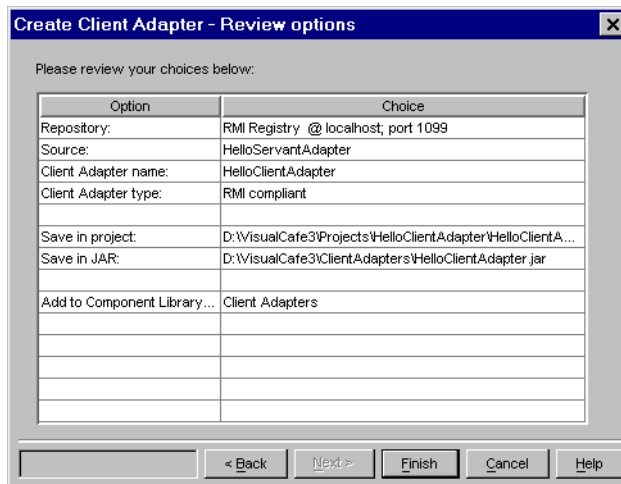 Create Client Adapter - Review options
Please review your choices below:
Option Choice
Repository: RMI Registry @ localhost; port 1099
Source: HelloServantAdapter
Client Adapter name: HelloClientAdapter
Client Adapter type: RMI compliant
Save in project: D:\VisualCafe3\Projects\HelloClientAdapter\HelloClientA...
Save in JAR: D:\VisualCafe3\ClientAdapters\HelloClientAdapter.jar
Add to Component Library... Client Adapters
< Back Next > Finish Cancel Help